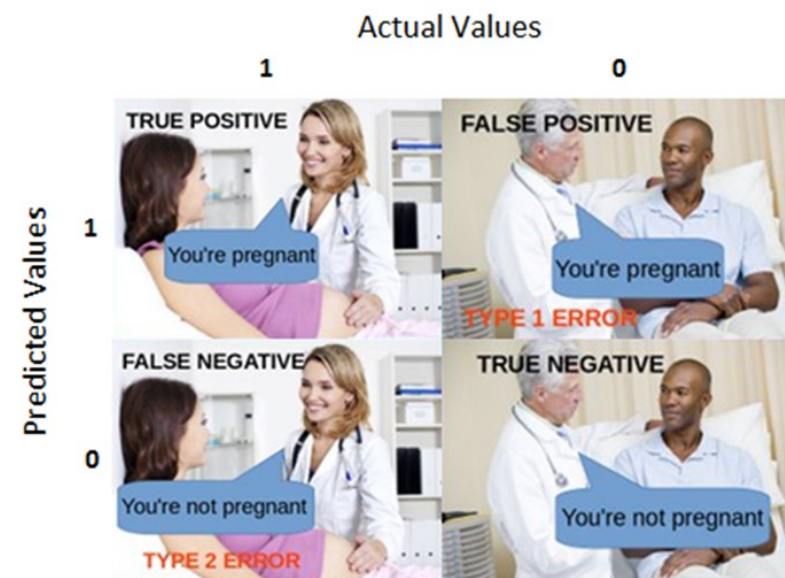 Actual Values
1 0
TRUE POSITIVE FALSE POSITIVE
Predicted Values
1
You're pregnant You're pregnant
TYPE 1 ERROR
FALSE NEGATIVE TRUE NEGATIVE
0
You're not pregnant You're not pregnant
TYPE 2 ERROR